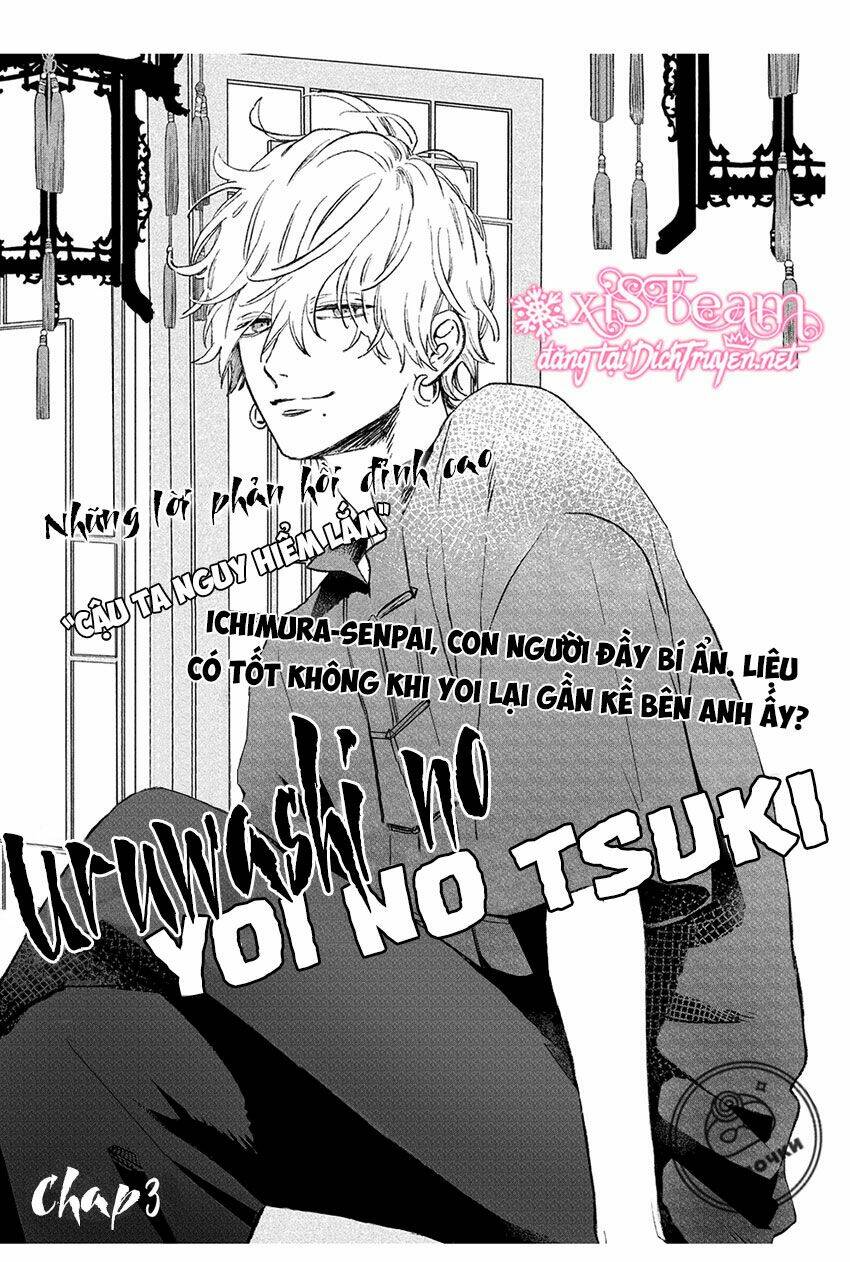 xiSTeam
đăng tại DichTruyen.net
Những lời phản hồi đỉnh cao
"CẬU TA NGUY HIỂM LẮM"
ICHIMURA-SENPAI, CON NGƯỜI ĐẦY BÍ ẨN. LIỆU
CÓ TỐT KHÔNG KHI YOI LẠI GẦN KỀ BÊN ANH ẤY?
uruwashi no
YOI NO TSUKI
Chap 3